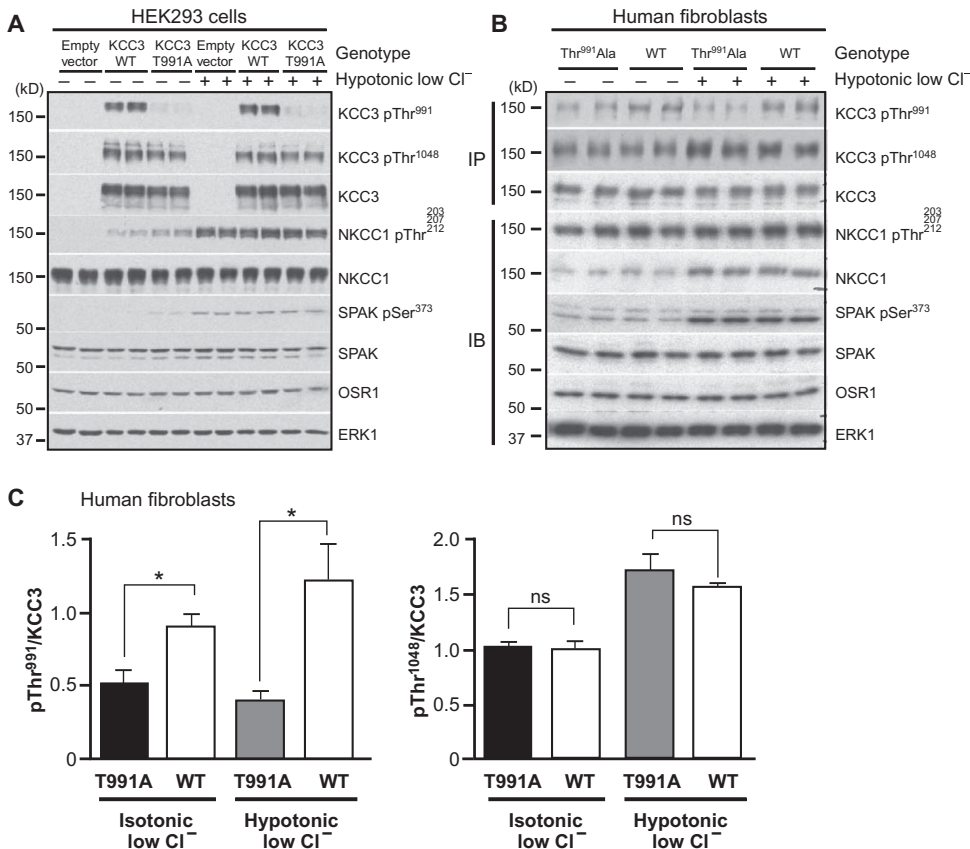 A
HEK293 cells
Empty vector
KCC3 WT
KCC3 T991A
Empty vector
KCC3 WT
KCC3 T991A
Genotype
– – – – – – + + + + + +
Hypotonic low Cl⁻
(kD)
150
KCC3 pThr⁹⁹¹
150
KCC3 pThr¹⁰⁴⁸
150
KCC3
203
207
150
NKCC1 pThr²¹²
150
NKCC1
SPAK pSer³⁷³
50
SPAK
50
OSR1
50
ERK1
37
B
Human fibroblasts
Thr⁹⁹¹Ala
WT
Thr⁹⁹¹Ala
WT
Genotype
– – – – + + + +
Hypotonic low Cl⁻
(kD)
150
KCC3 pThr⁹⁹¹
IP
150
KCC3 pThr¹⁰⁴⁸
150
KCC3
203
207
150
NKCC1 pThr²¹²
150
NKCC1
SPAK pSer³⁷³
50
IB
SPAK
50
OSR1
50
ERK1
37
C
Human fibroblasts
pThr⁹⁹¹/KCC3
1.5
1.0
0.5
0
*
*
T991A
WT
T991A
WT
Isotonic
low Cl⁻
Hypotonic
low Cl⁻
pThr¹⁰⁴⁸/KCC3
2.0
1.5
1.0
0.5
0
ns
ns
T991A
WT
T991A
WT
Isotonic
low Cl⁻
Hypotonic
low Cl⁻